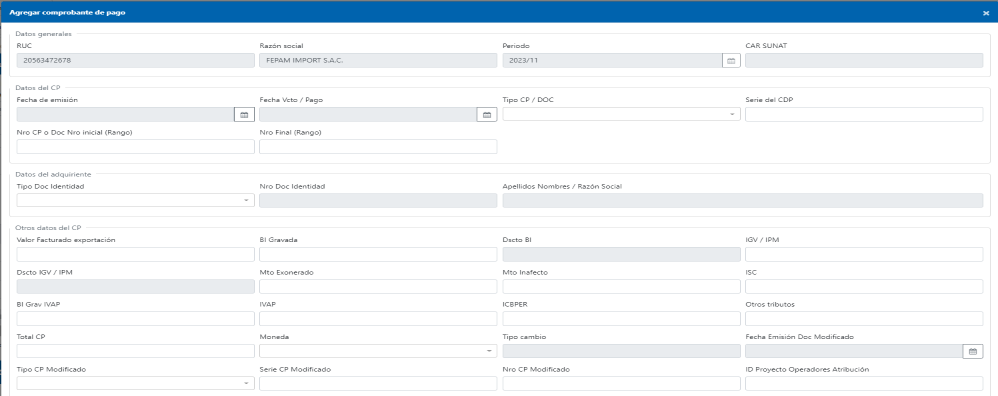 Agregar comprobante de pago ×
Datos generales
RUC Razón social Periodo CAR SUNAT
20563472678 FEPAM IMPORT S.A.C. 2023/11
Datos del CP
Fecha de emisión Fecha Vcto / Pago Tipo CP / DOC Serie del CDP
Nro CP o Doc Nro inicial (Rango) Nro Final (Rango)
Datos del adquiriente
Tipo Doc Identidad Nro Doc Identidad Apellidos Nombres / Razón Social
Otros datos del CP
Valor Facturado exportación BI Gravada Dscto BI IGV / IPM
Dscto IGV / IPM Mto Exonerado Mto Inafecto ISC
BI Grav IVAP IVAP ICBPER Otros tributos
Total CP Moneda Tipo cambio Fecha Emisión Doc Modificado
Tipo CP Modificado Serie CP Modificado Nro CP Modificado ID Proyecto Operadores Atribución